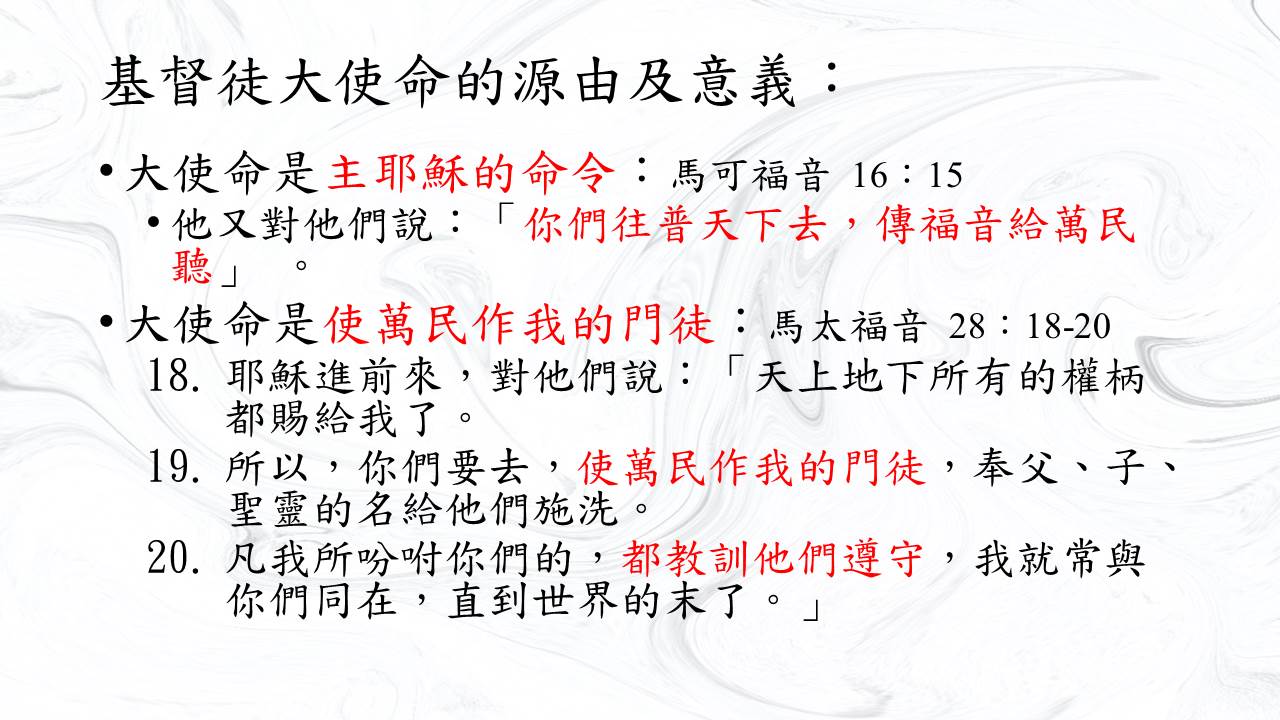 基督徒大使命的源由及意義：
•大使命是主耶穌的命令：馬可福音 16：15
•他又對他們說：「你們往普天下去，傳福音給萬民
聽」 。
•大使命是使萬民作我的門徒：馬太福音 28：18-20
18. 耶穌進前來，對他們說：「天上地下所有的權柄
都賜給我了。
19. 所以，你們要去，使萬民作我的門徒，奉父、子、
聖靈的名給他們施洗。
20. 凡我所吩咐你們的，都教訓他們遵守，我就常與
你們同在，直到世界的末了。」